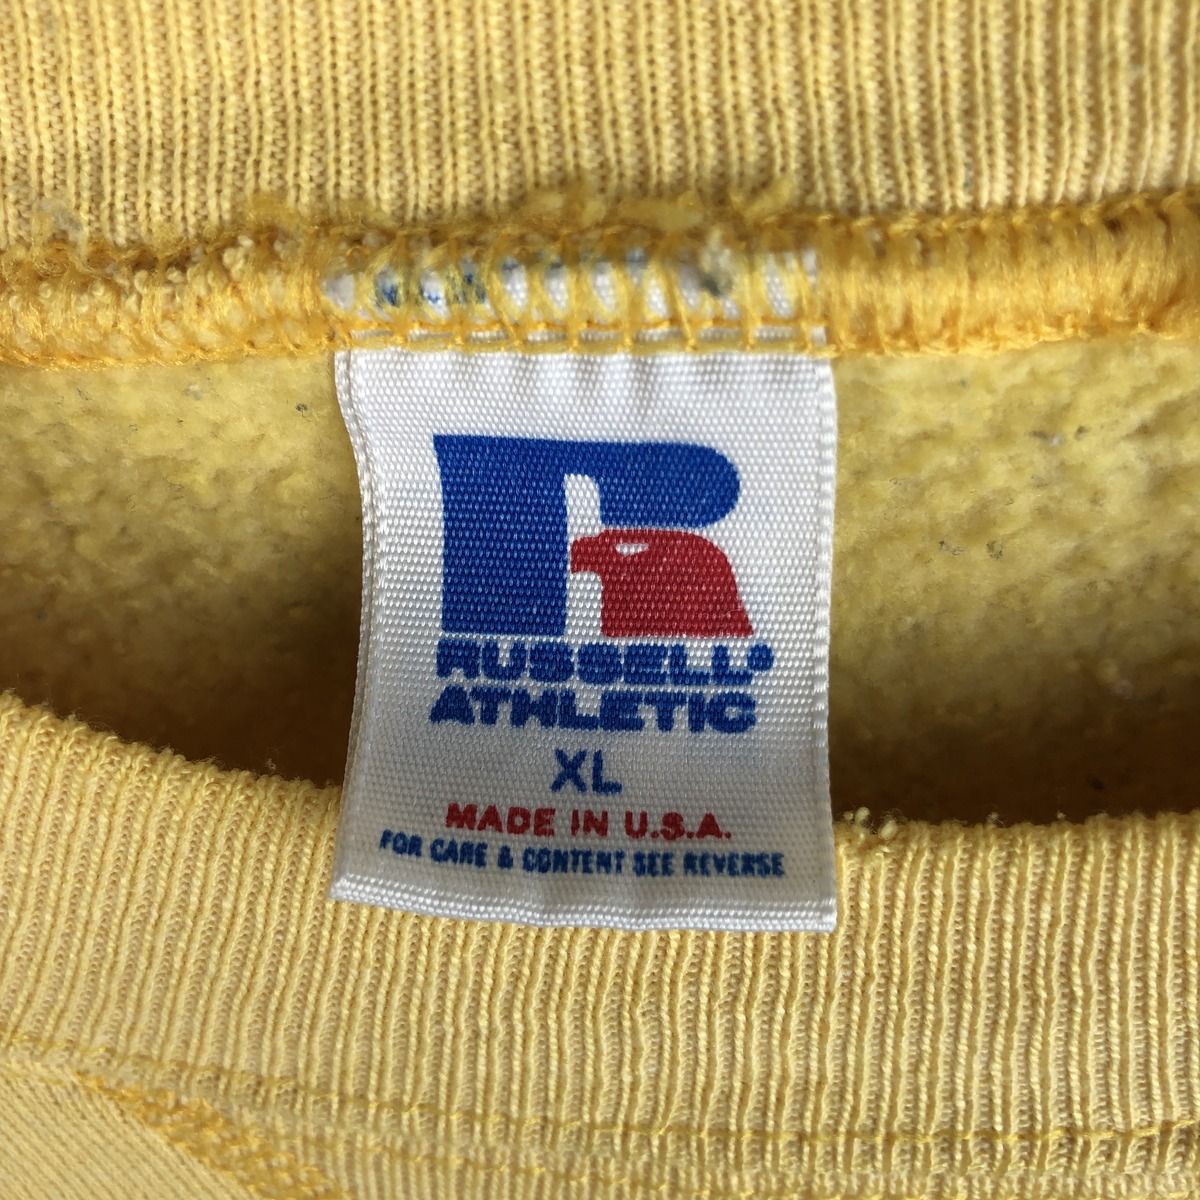 RUSSELL®
ATHLETIC
XL
MADE IN U.S.A.
FOR CARE & CONTENT SEE REVERSE